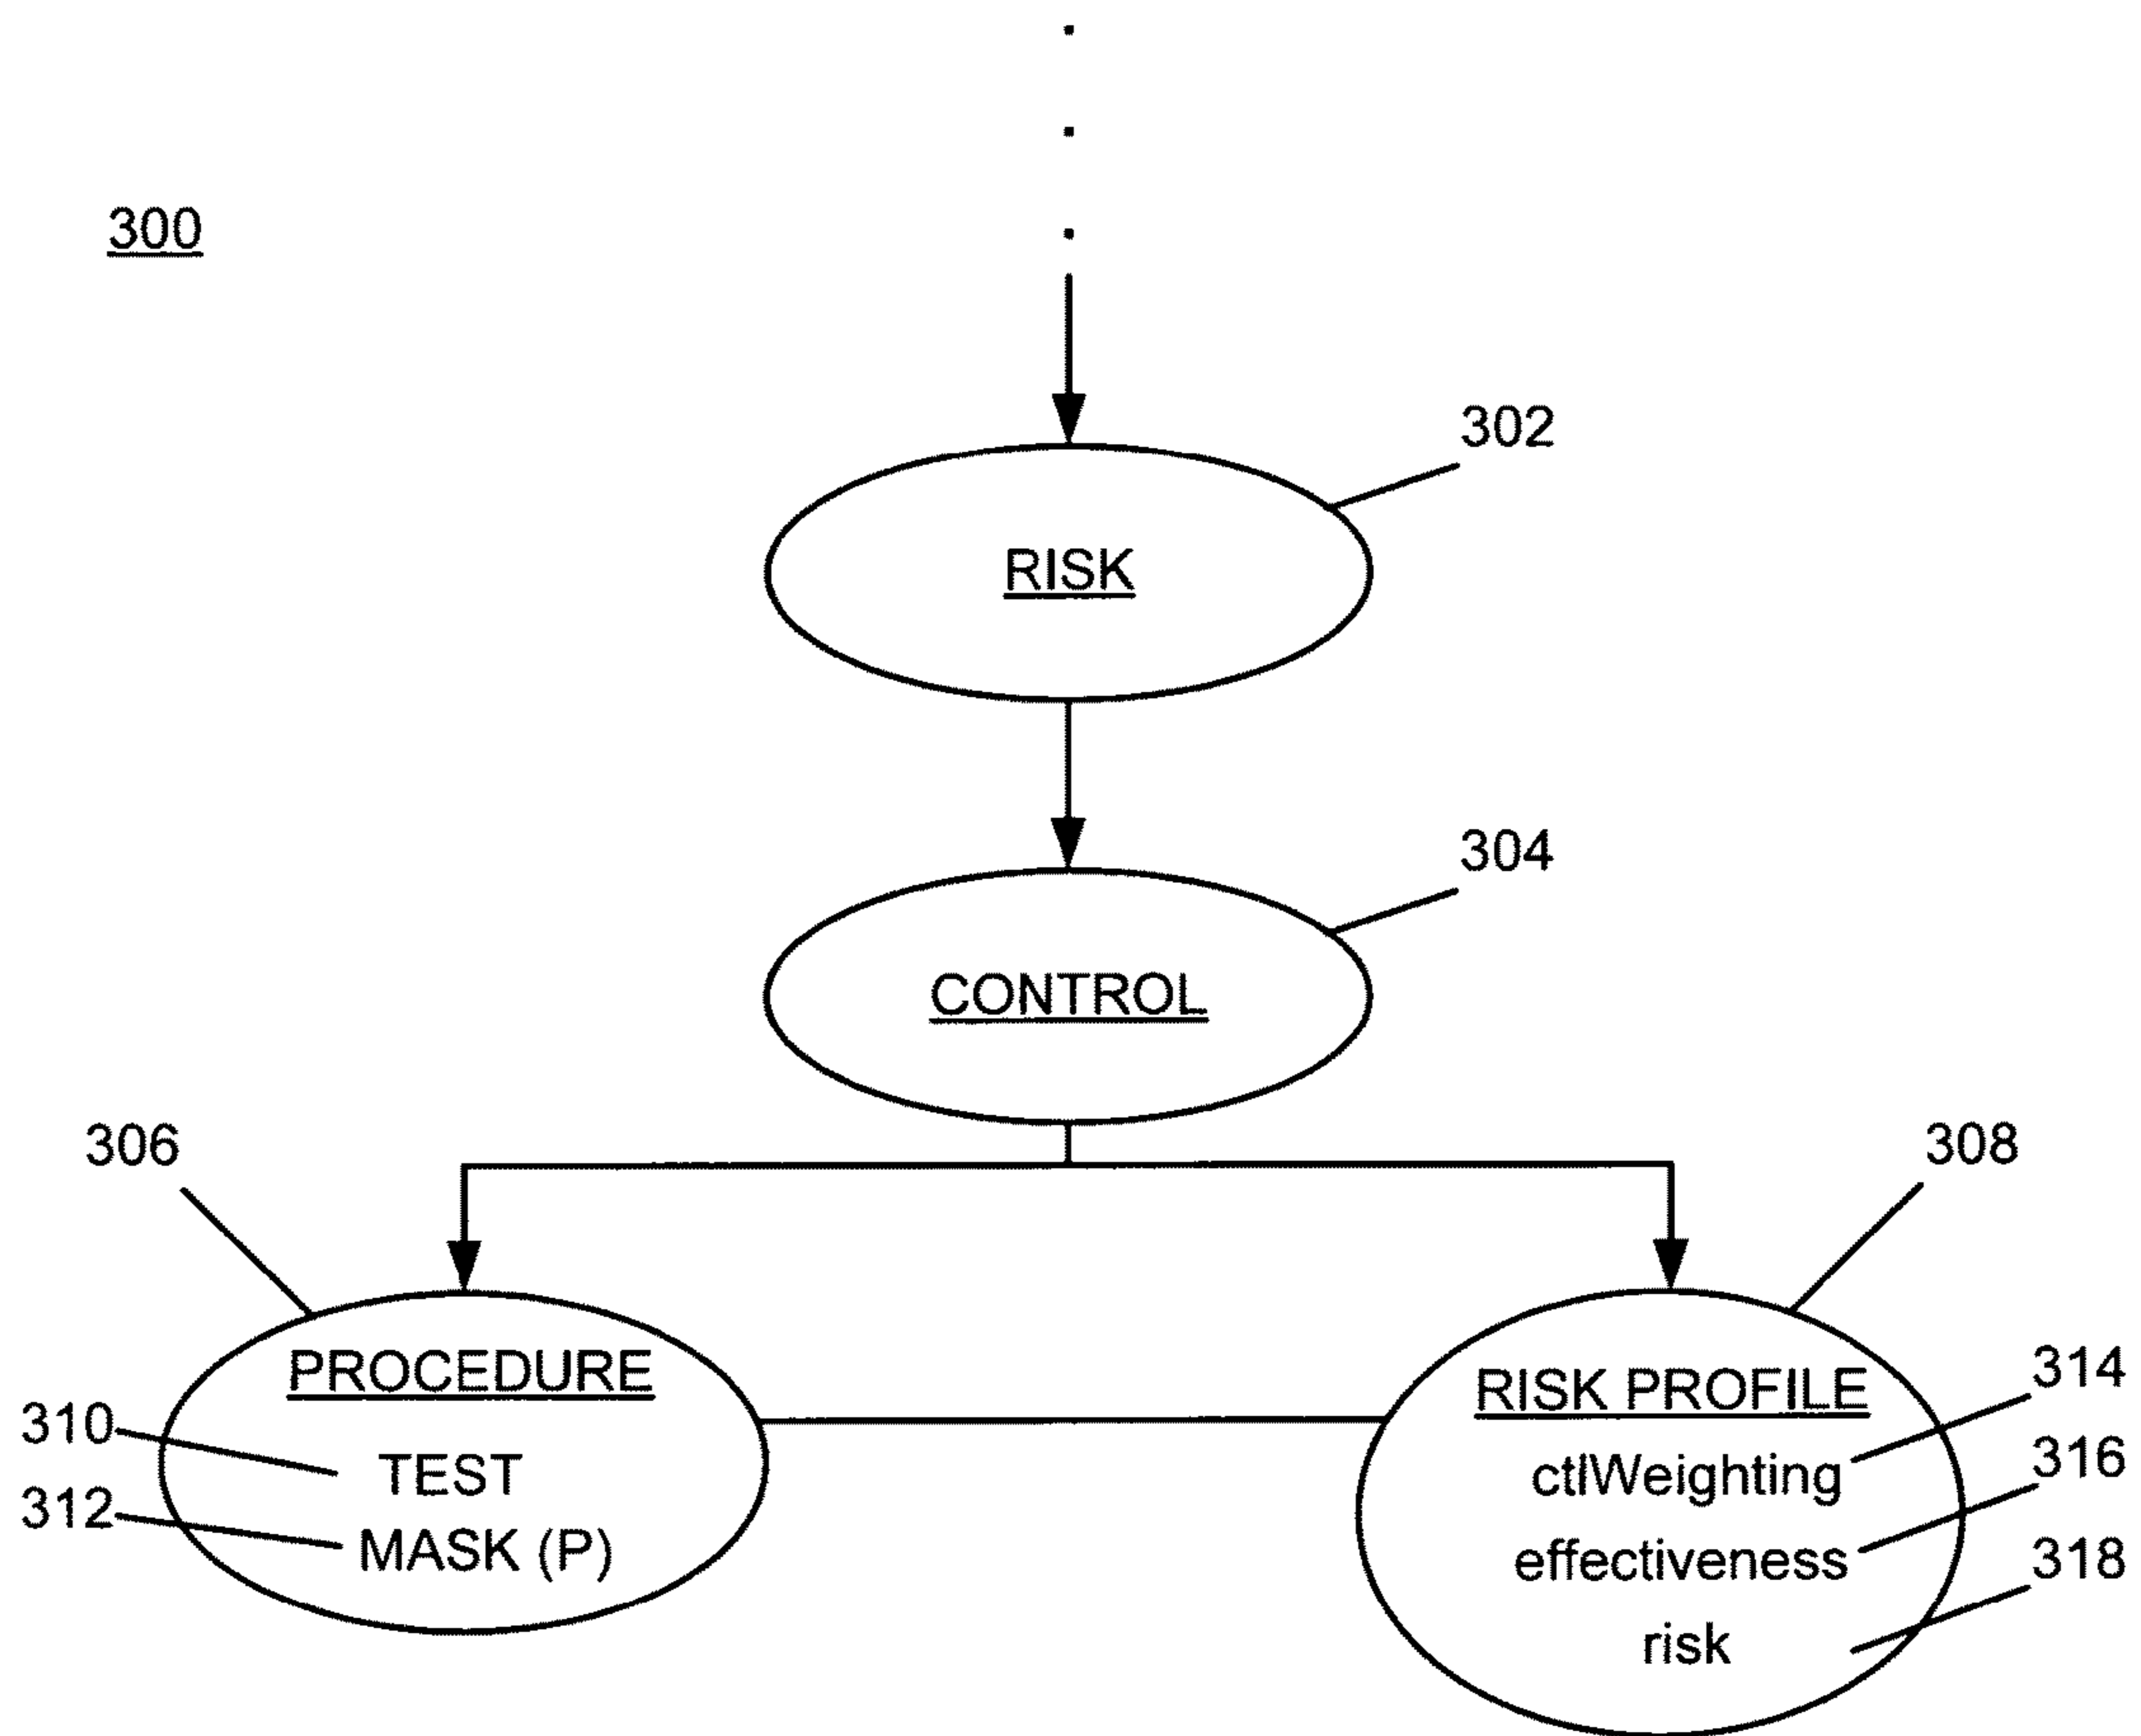 300
302
RISK
304
CONTROL
306
308
PROCEDURE
310
TEST
312
MASK (P)
RISK PROFILE
314
ctlWeighting
316
effectiveness
318
risk